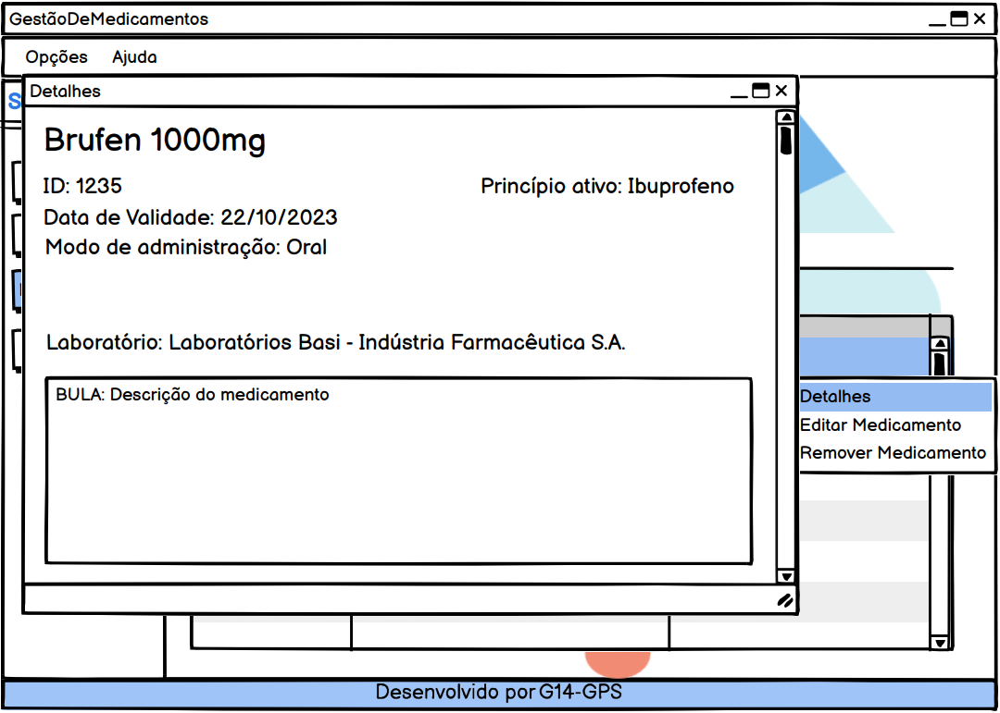 GestãoDeMedicamentos
Opções Ajuda
Detalhes
Brufen 1000mg
ID: 1235
Princípio ativo: Ibuprofeno
Data de Validade: 22/10/2023
Modo de administração: Oral
Laboratório: Laboratórios Basi - Indústria Farmacêutica S.A.
BULA: Descrição do medicamento
Detalhes
Editar Medicamento
Remover Medicamento
Desenvolvido por G14-GPS